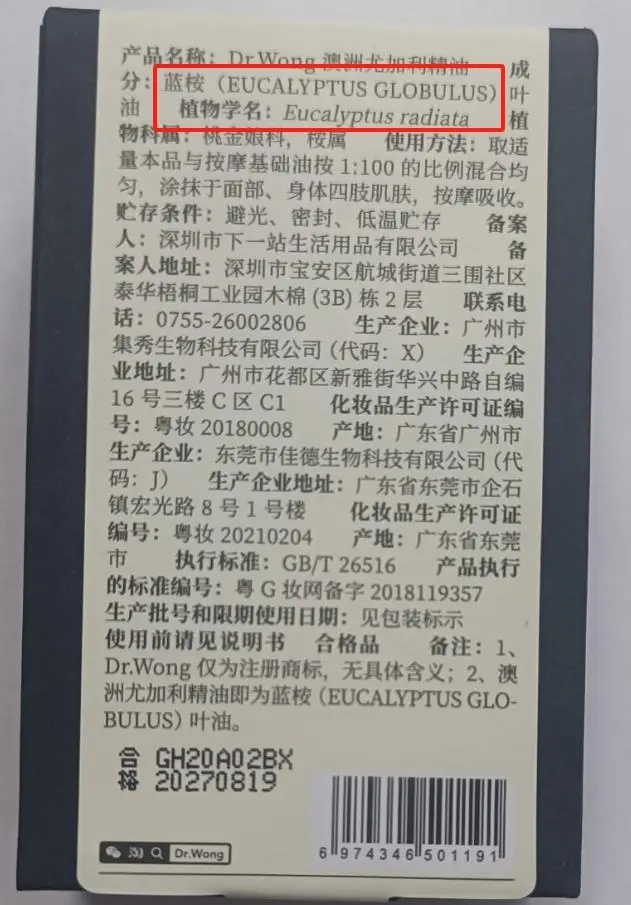 产品名称：Dr.Wong 澳洲尤加利精油 成
分：蓝桉（EUCALYPTUS GLOBULUS）叶
油 植物学名：Eucalyptus radiata 植
物科属：桃金娘科，桉属 使用方法：取适
量本品与按摩基础油按 1:100 的比例混合均
匀，涂抹于面部、身体四肢肌肤，按摩吸收。
贮存条件：避光、密封、低温贮存 备案
人：深圳市下一站生活用品有限公司 备
案人地址：深圳市宝安区航城街道三围社区
泰华梧桐工业园木棉 (3B) 栋 2 层 联系电
话：0755-26002806 生产企业：广州市
集秀生物科技有限公司（代码：X） 生产企
业地址：广州市花都区新雅街华兴中路自编
16 号三楼 C 区 C1 化妆品生产许可证编
号：粤妆 20180008 产地：广东省广州市
生产企业：东莞市佳德生物科技有限公司（代
码：J） 生产企业地址：广东省东莞市企石
镇宏光路 8 号 1 号楼 化妆品生产许可证
编号：粤妆 20210204 产地：广东省东莞
市 执行标准：GB/T 26516 产品执行
的标准编号：粤 G 妆网备字 2018119357
生产批号和限期使用日期：见包装标示
使用前请见说明书 合格品 备注：1、
Dr.Wong 仅为注册商标，无具体含义；2、澳
洲尤加利精油即为蓝桉（EUCALYPTUS GLO-
BULUS）叶油。
合格 GH20A02BX
20270819
淘 Dr.Wong
6 974346 501191